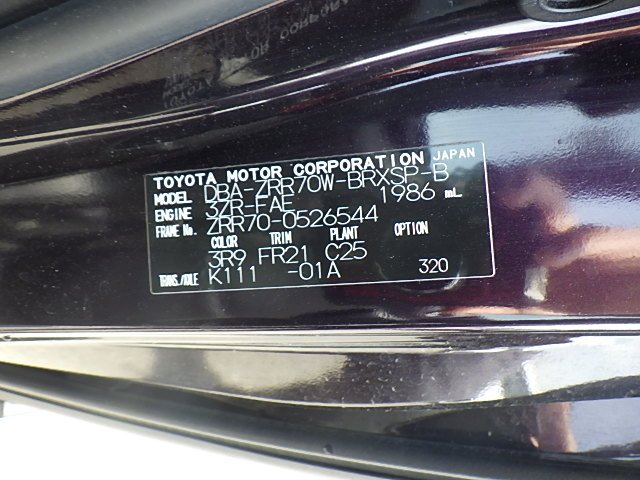 TOYOTA MOTOR CORPORATION JAPAN
MODEL DBA-ZRR70W-BRXSP-B
ENGINE 3ZR-FAE 1986 mL
FRAME No. ZRR70-0526544
COLOR TRIM PLANT OPTION
3R9 FR21 C25
TRANS./AXLE K111 -01A 320